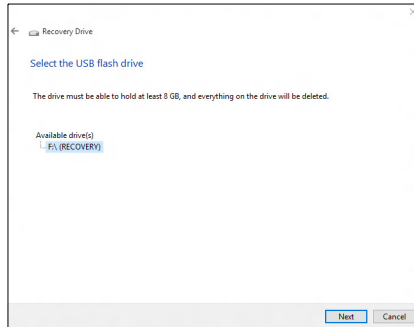 Recovery Drive
Select the USB flash drive
The drive must be able to hold at least 8 GB, and everything on the drive will be deleted.
Available drive(s)
F:\ (RECOVERY)
Next Cancel